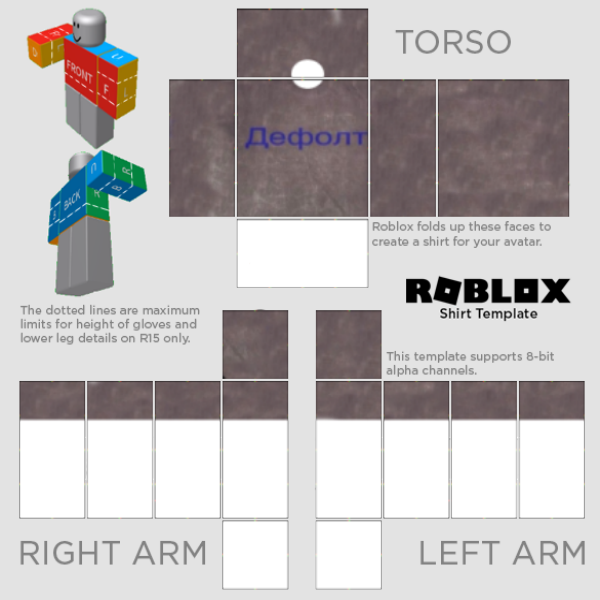 TORSO
FRONT
F
L
R
D
Дефолт
BACK
Roblox folds up these faces to
create a shirt for your avatar.
ROBLOX
Shirt Template
The dotted lines are maximum
limits for height of gloves and
lower leg details on R15 only.
This template supports 8-bit
alpha channels.
RIGHT ARM
LEFT ARM